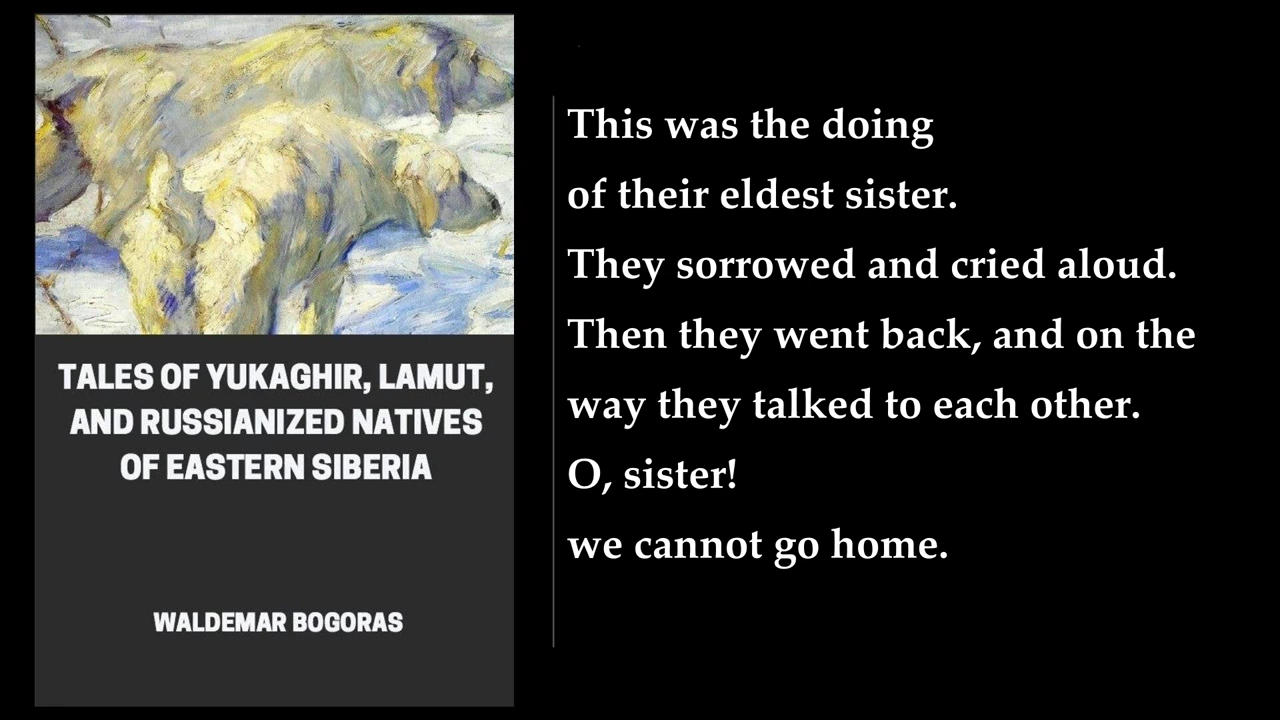 TALES OF YUKAGHIR, LAMUT,
AND RUSSIANIZED NATIVES
OF EASTERN SIBERIA
WALDEMAR BOGORAS
This was the doing
of their eldest sister.
They sorrowed and cried aloud.
Then they went back, and on the
way they talked to each other.
O, sister!
we cannot go home.